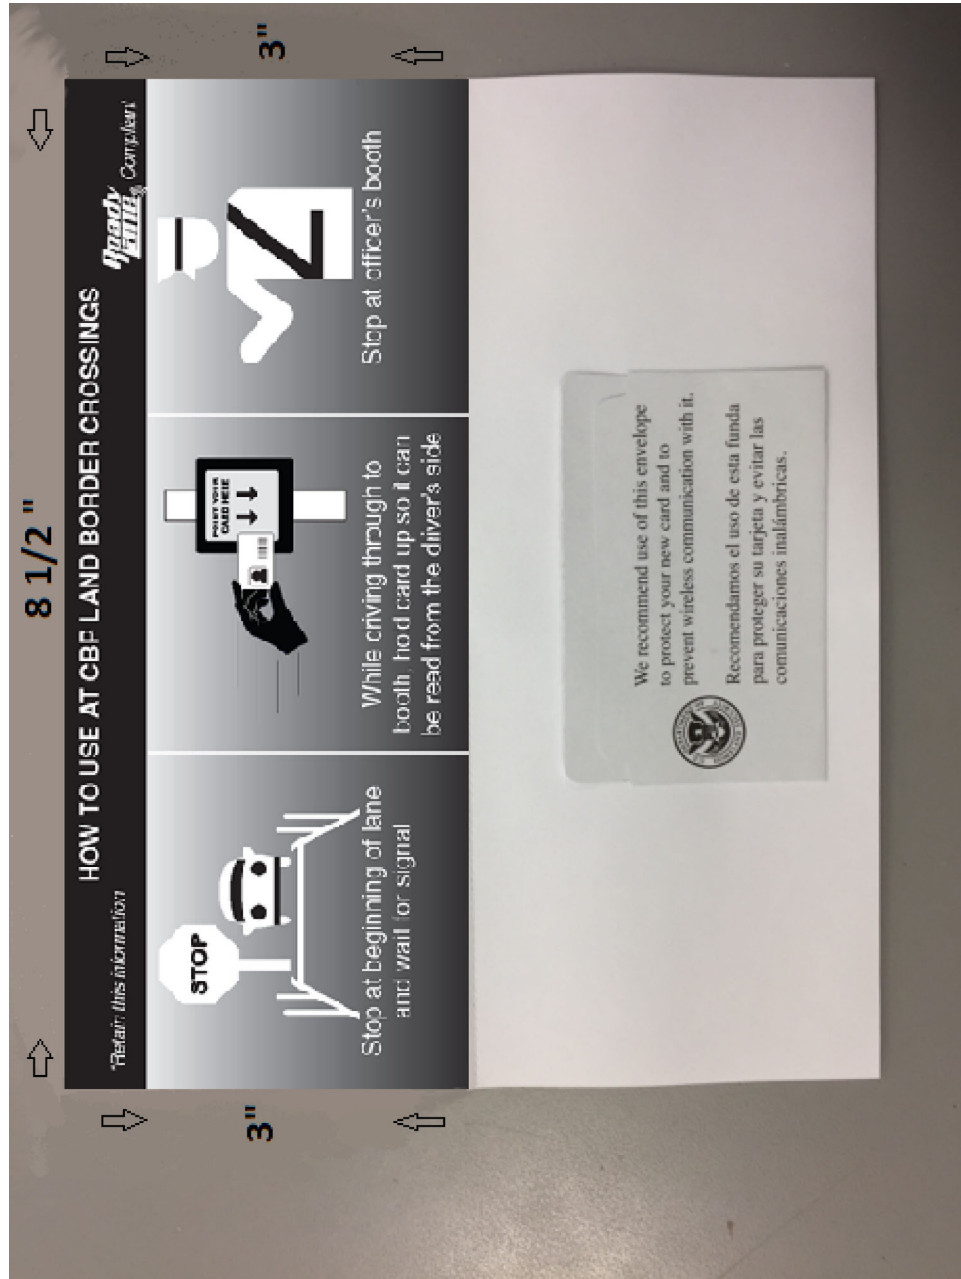 8 1/2 "
3"
3"
HOW TO USE AT CBP LAND BORDER CROSSINGS
*Retain this information
Ready
Lane
Compliant
STOP
Stop at beginning of lane
and wait for signal
POINT YOUR
CARD HERE
While driving through to
booth, hold card up so it can
be read from the driver's side
Stop at officer's booth
We recommend use of this envelope
to protect your new card and to
prevent wireless communication with it.
Recomendamos el uso de esta funda
para proteger su tarjeta y evitar las
comunicaciones inalámbricas.